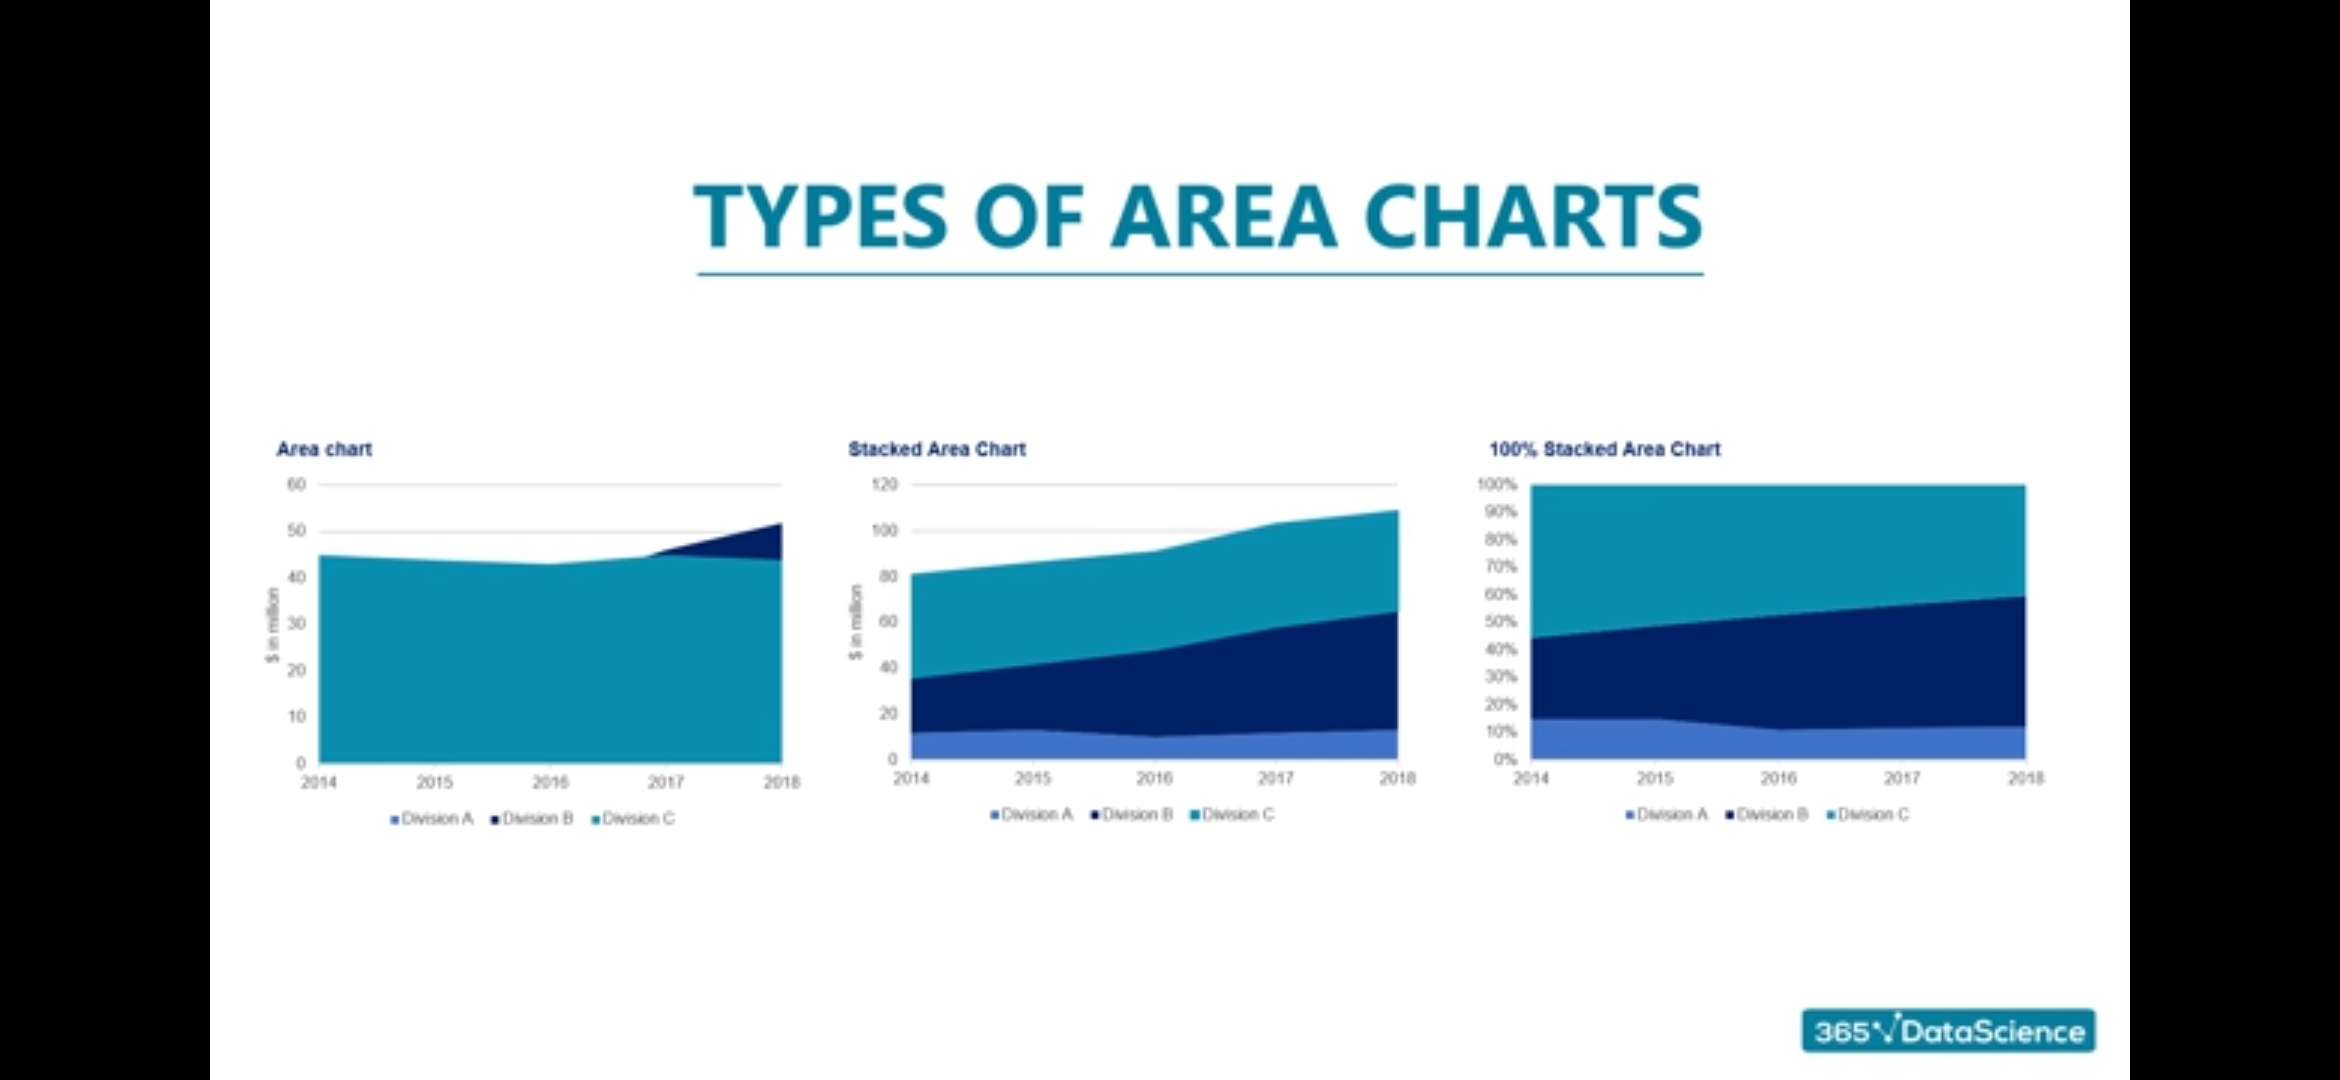 TYPES OF AREA CHARTS
Area chart
60
50
40
30
20
10
0
$ in million
2014 2015 2016 2017 2018
Division A Division B Division C
Stacked Area Chart
120
100
80
60
40
20
0
$ in million
2014 2015 2016 2017 2018
Division A Division B Division C
100% Stacked Area Chart
100%
90%
80%
70%
60%
50%
40%
30%
20%
10%
0%
2014 2015 2016 2017 2018
Division A Division B Division C
365 DataScience